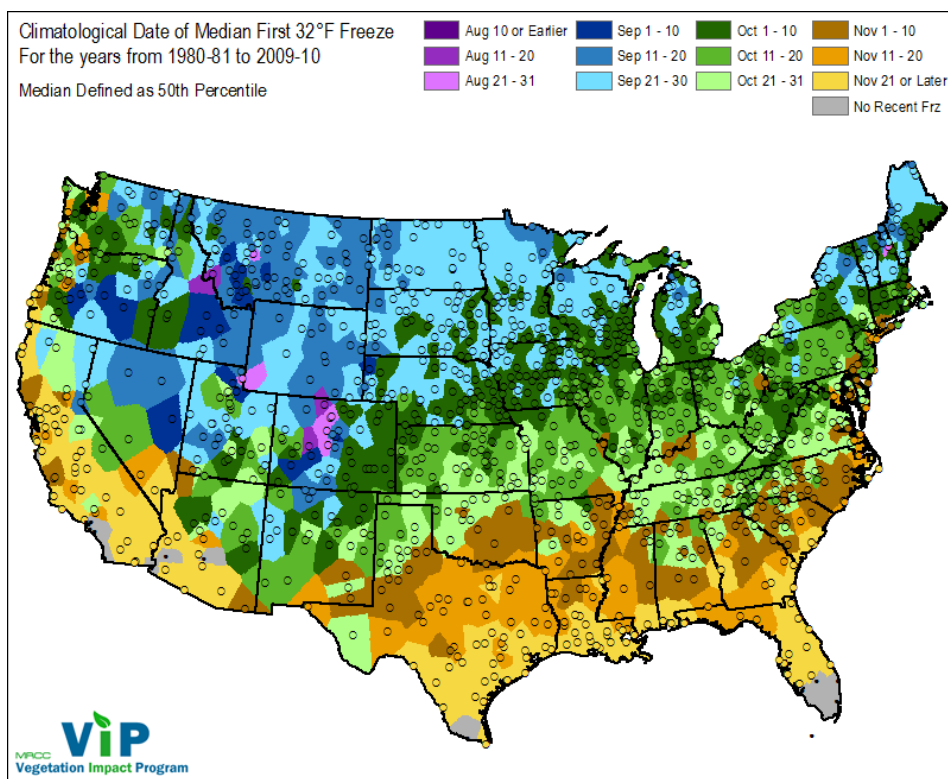 Climatological Date of Median First 32°F Freeze
For the years from 1980-81 to 2009-10
Median Defined as 50th Percentile
Aug 10 or Earlier
Aug 11 - 20
Aug 21 - 31
Sep 1 - 10
Sep 11 - 20
Sep 21 - 30
Oct 1 - 10
Oct 11 - 20
Oct 21 - 31
Nov 1 - 10
Nov 11 - 20
Nov 21 or Later
No Recent Frz
MRCC ViP
Vegetation Impact Program